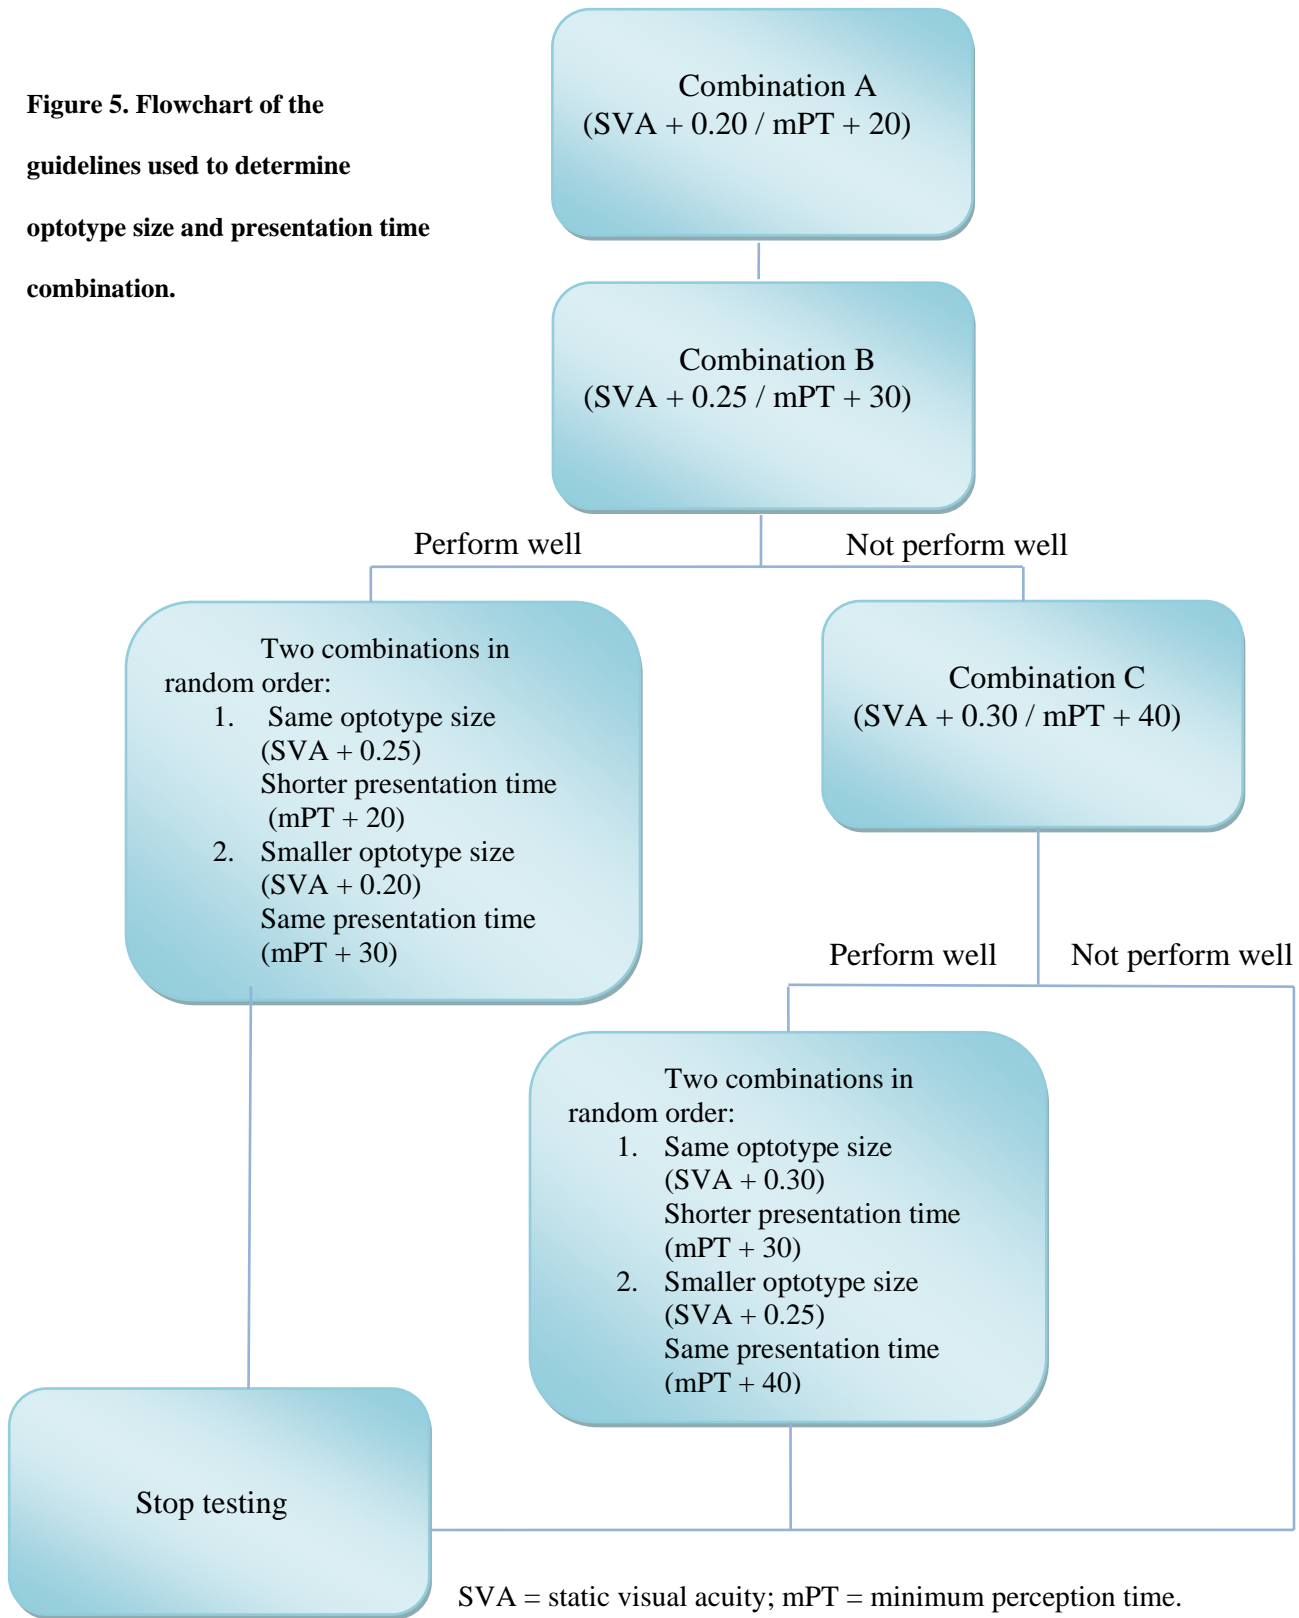 Figure 5. Flowchart of the
guidelines used to determine
optotype size and presentation time
combination.
Combination A
(SVA + 0.20 / mPT + 20)
Combination B
(SVA + 0.25 / mPT + 30)
Perform well
Not perform well
Two combinations in
random order:
1. Same optotype size
(SVA + 0.25)
Shorter presentation time
(mPT + 20)
2. Smaller optotype size
(SVA + 0.20)
Same presentation time
(mPT + 30)
Combination C
(SVA + 0.30 / mPT + 40)
Perform well
Not perform well
Two combinations in
random order:
1. Same optotype size
(SVA + 0.30)
Shorter presentation time
(mPT + 30)
2. Smaller optotype size
(SVA + 0.25)
Same presentation time
(mPT + 40)
Stop testing
SVA = static visual acuity; mPT = minimum perception time.